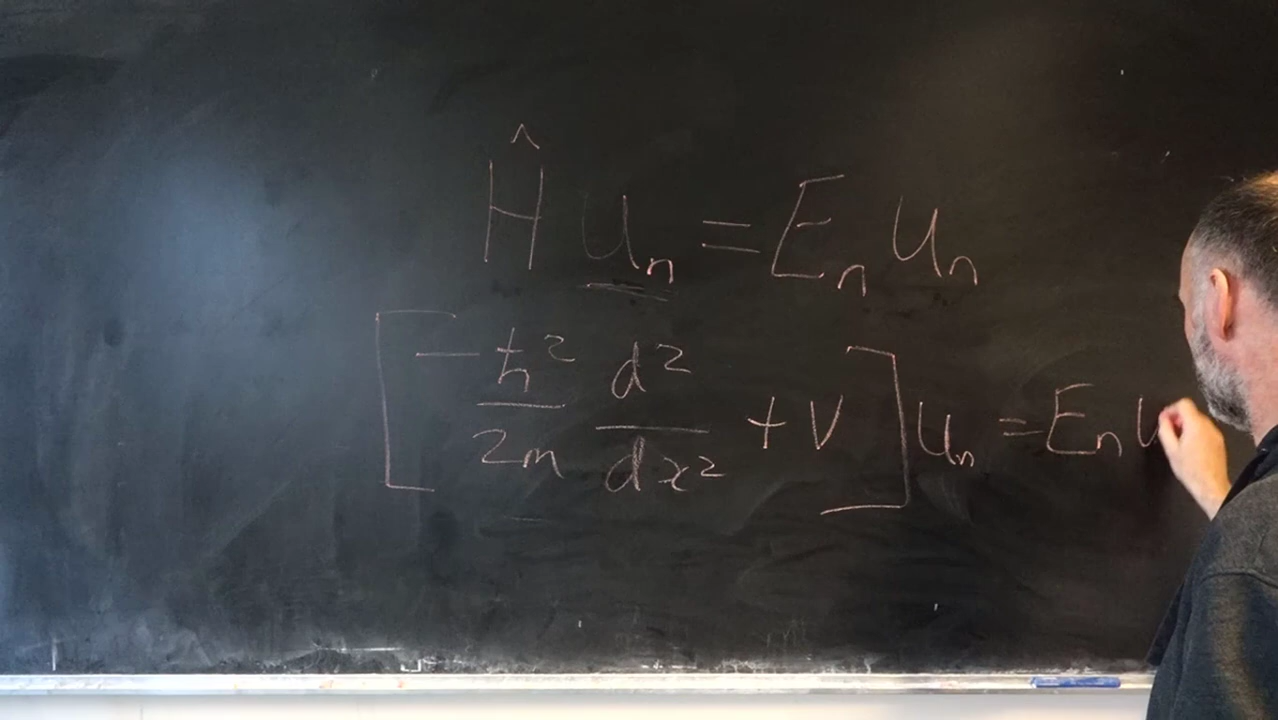 Ĥ uₙ = Eₙ uₙ
[ -ħ²/2m d²/dx² + V ] uₙ = Eₙ u